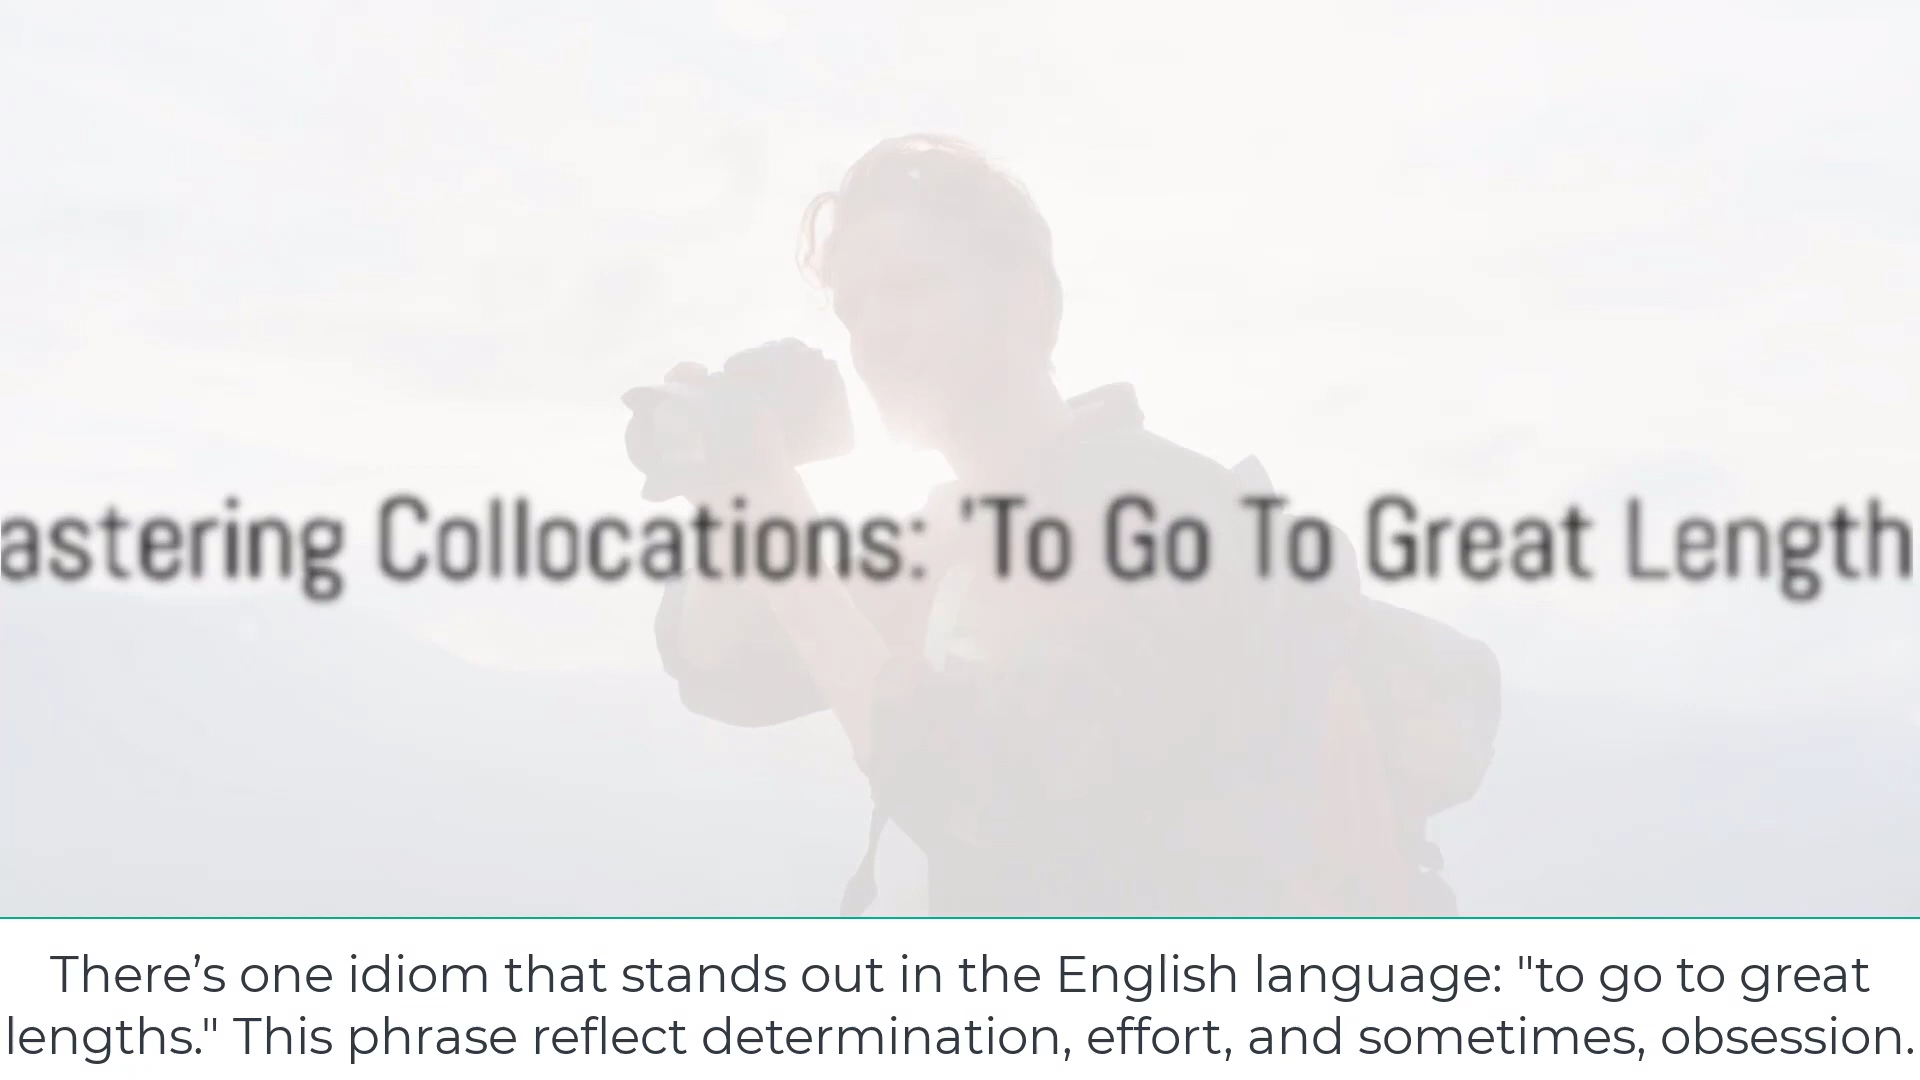 astering Collocations: 'To Go To Great Length
There’s one idiom that stands out in the English language: "to go to great
lengths." This phrase reflect determination, effort, and sometimes, obsession.